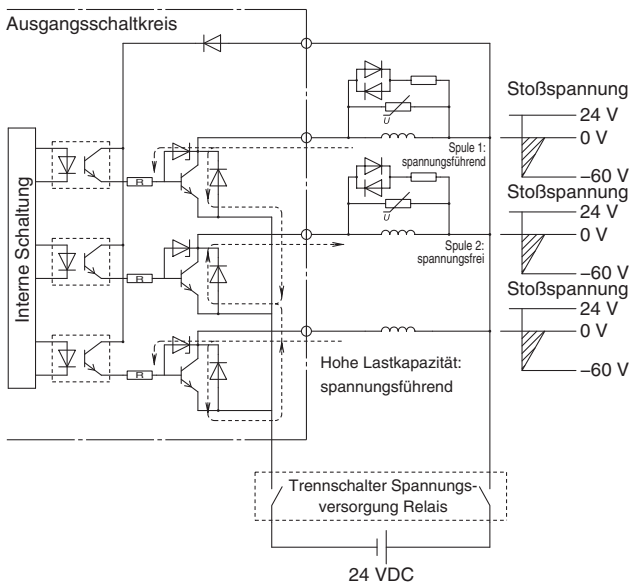 Ausgangsschaltkreis
Interne Schaltung
R
R
R
U
Spule 1:
spannungsführend
U
Spule 2:
spannungsfrei
Hohe Lastkapazität:
spannungsführend
Stoßspannung
24 V
0 V
–60 V
Stoßspannung
24 V
0 V
–60 V
Stoßspannung
24 V
0 V
–60 V
Trennschalter Spannungs-
versorgung Relais
24 VDC